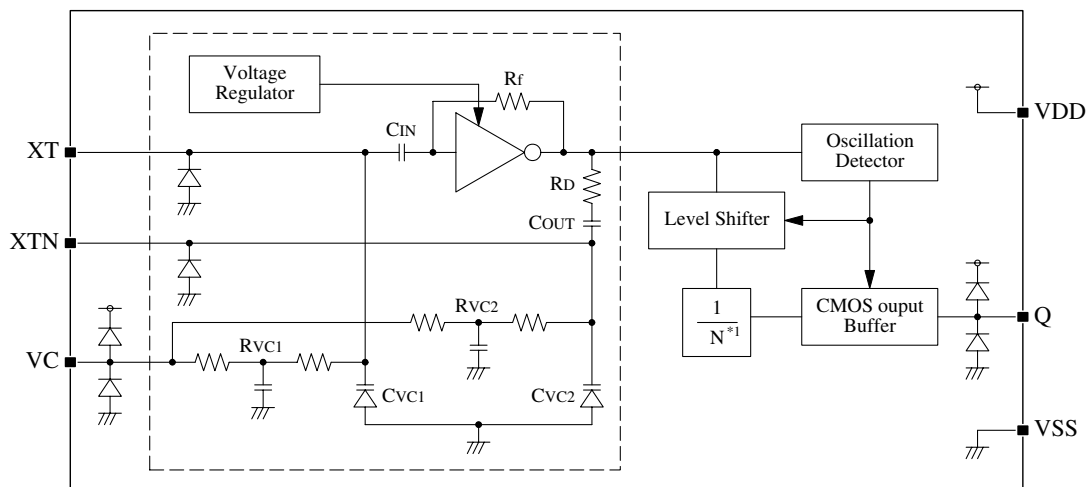 Voltage
Regulator
Rf
CIN
XT
RD
COUT
XTN
RVC2
VC
RVC1
CVC1
CVC2
Oscillation
Detector
Level Shifter
1
N*1
CMOS ouput
Buffer
VDD
Q
VSS